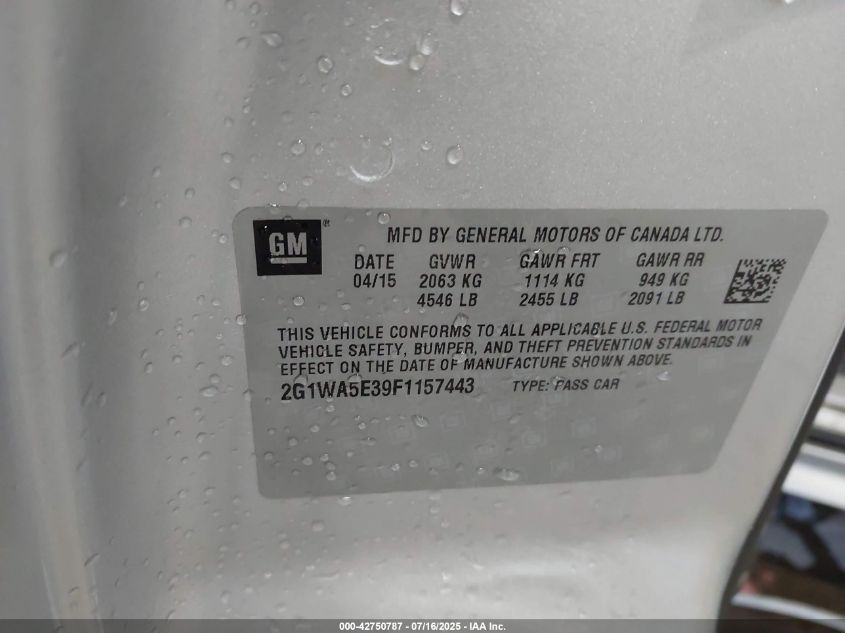 GM ®
MFD BY GENERAL MOTORS OF CANADA LTD.
DATE GVWR GAWR FRT GAWR RR
04/15 2063 KG 1114 KG 949 KG
4546 LB 2455 LB 2091 LB
THIS VEHICLE CONFORMS TO ALL APPLICABLE U.S. FEDERAL MOTOR
VEHICLE SAFETY, BUMPER, AND THEFT PREVENTION STANDARDS IN
EFFECT ON THE DATE OF MANUFACTURE SHOWN ABOVE.
2G1WA5E39F1157443 TYPE: PASS CAR
000-42750787 - 07/16/2025 - IAA Inc.